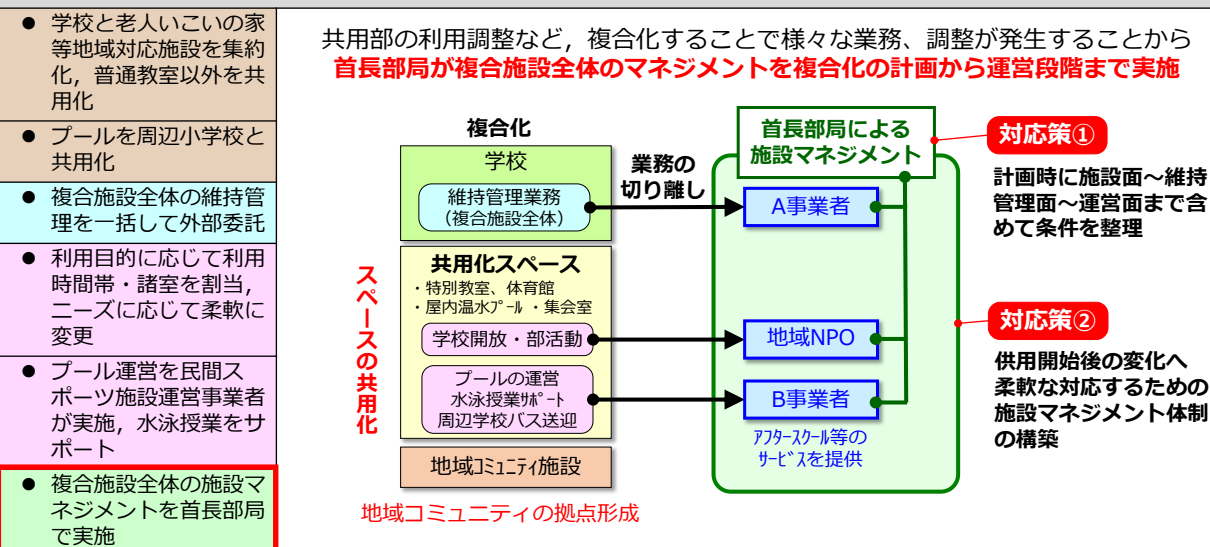 ● 学校と老人いこいの家
等地域対応施設を集約
化，普通教室以外を共
用化
● プールを周辺小学校と
共用化
● 複合施設全体の維持管
理を一括して外部委託
● 利用目的に応じて利用
時間帯・諸室を割当，
ニーズに応じて柔軟に
変更
● プール運営を民間ス
ポーツ施設運営事業者
が実施，水泳授業をサ
ポート
● 複合施設全体の施設マ
ネジメントを首長部局
で実施
共用部の利用調整など，複合化することで様々な業務、調整が発生することから
首長部局が複合施設全体のマネジメントを複合化の計画から運営段階まで実施
複合化
学校
維持管理業務
（複合施設全体）
業務の
切り離し
スペースの共用化
共用化スペース
・特別教室、体育館
・屋内温水ﾌﾟｰﾙ ・集会室
学校開放・部活動
プールの運営
水泳授業ｻﾎﾟｰﾄ
周辺学校バス送迎
地域ｺﾐｭﾆﾃｨ施設
地域コミュニティの拠点形成
首長部局による
施設マネジメント
A事業者
地域NPO
B事業者
ｱﾌﾀｰｽｸｰﾙ等の
ｻｰﾋﾞｽを提供
対応策①
計画時に施設面～維持
管理面～運営面まで含
めて条件を整理
対応策②
供用開始後の変化へ
柔軟な対応するための
施設マネジメント体制
の構築